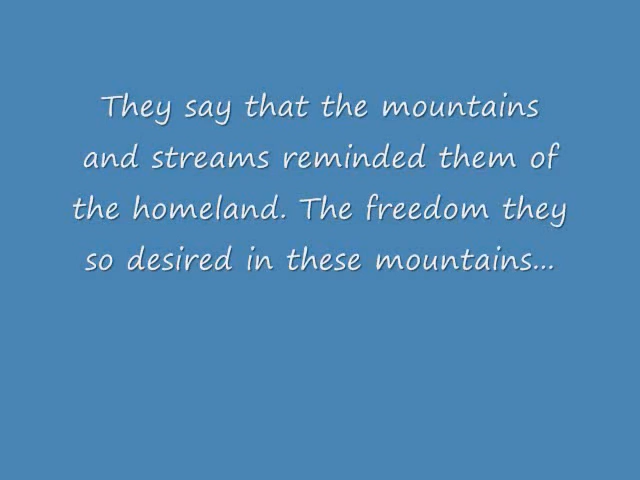 They say that the mountains
and streams reminded them of
the homeland. The freedom they
so desired in these mountains...